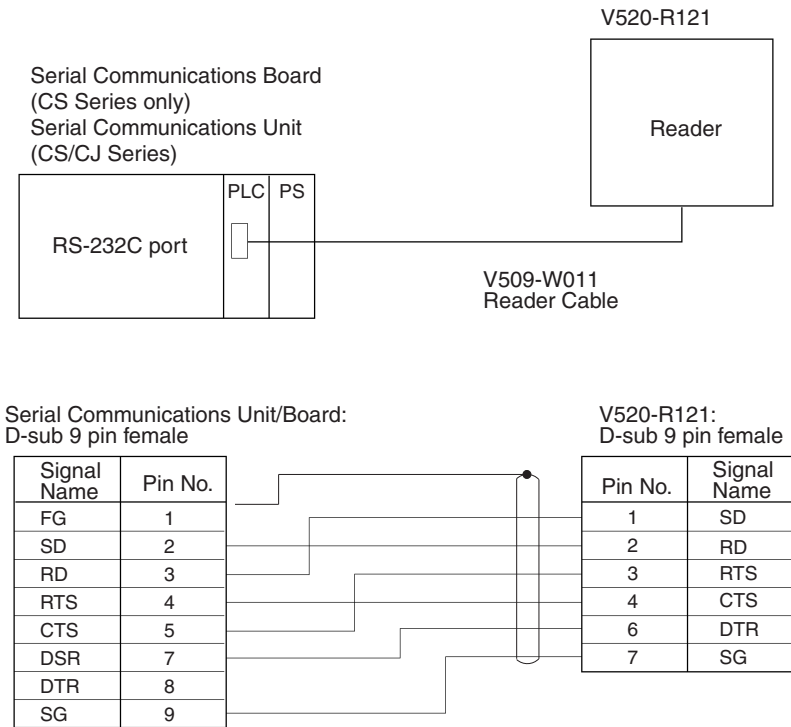 V520-R121
Serial Communications Board
(CS Series only)
Serial Communications Unit
(CS/CJ Series)
Reader
PLC PS
RS-232C port
V509-W011
Reader Cable
Serial Communications Unit/Board:
D-sub 9 pin female
Signal Name Pin No.
FG 1
SD 2
RD 3
RTS 4
CTS 5
DSR 7
DTR 8
SG 9
V520-R121:
D-sub 9 pin female
Pin No. Signal Name
1 SD
2 RD
3 RTS
4 CTS
6 DTR
7 SG